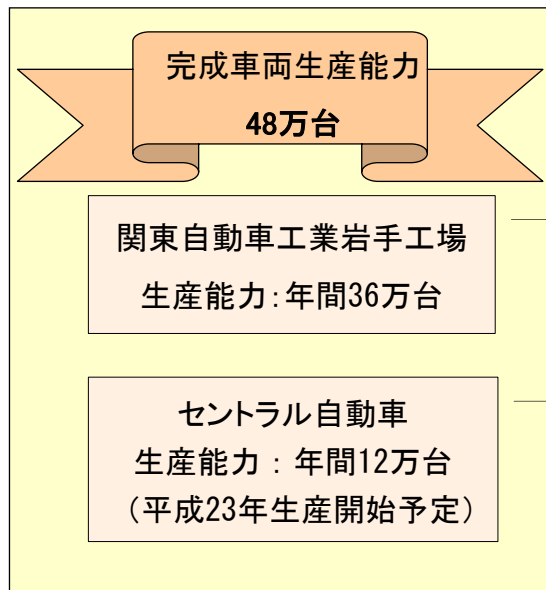 完成車両生産能力
48万台
関東自動車工業岩手工場
生産能力：年間36万台
セントラル自動車
生産能力：年間12万台
（平成23年生産開始予定）